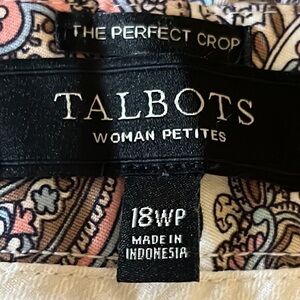 THE PERFECT CROP
TALBOTS
WOMAN PETITES
18WP
MADE IN
INDONESIA